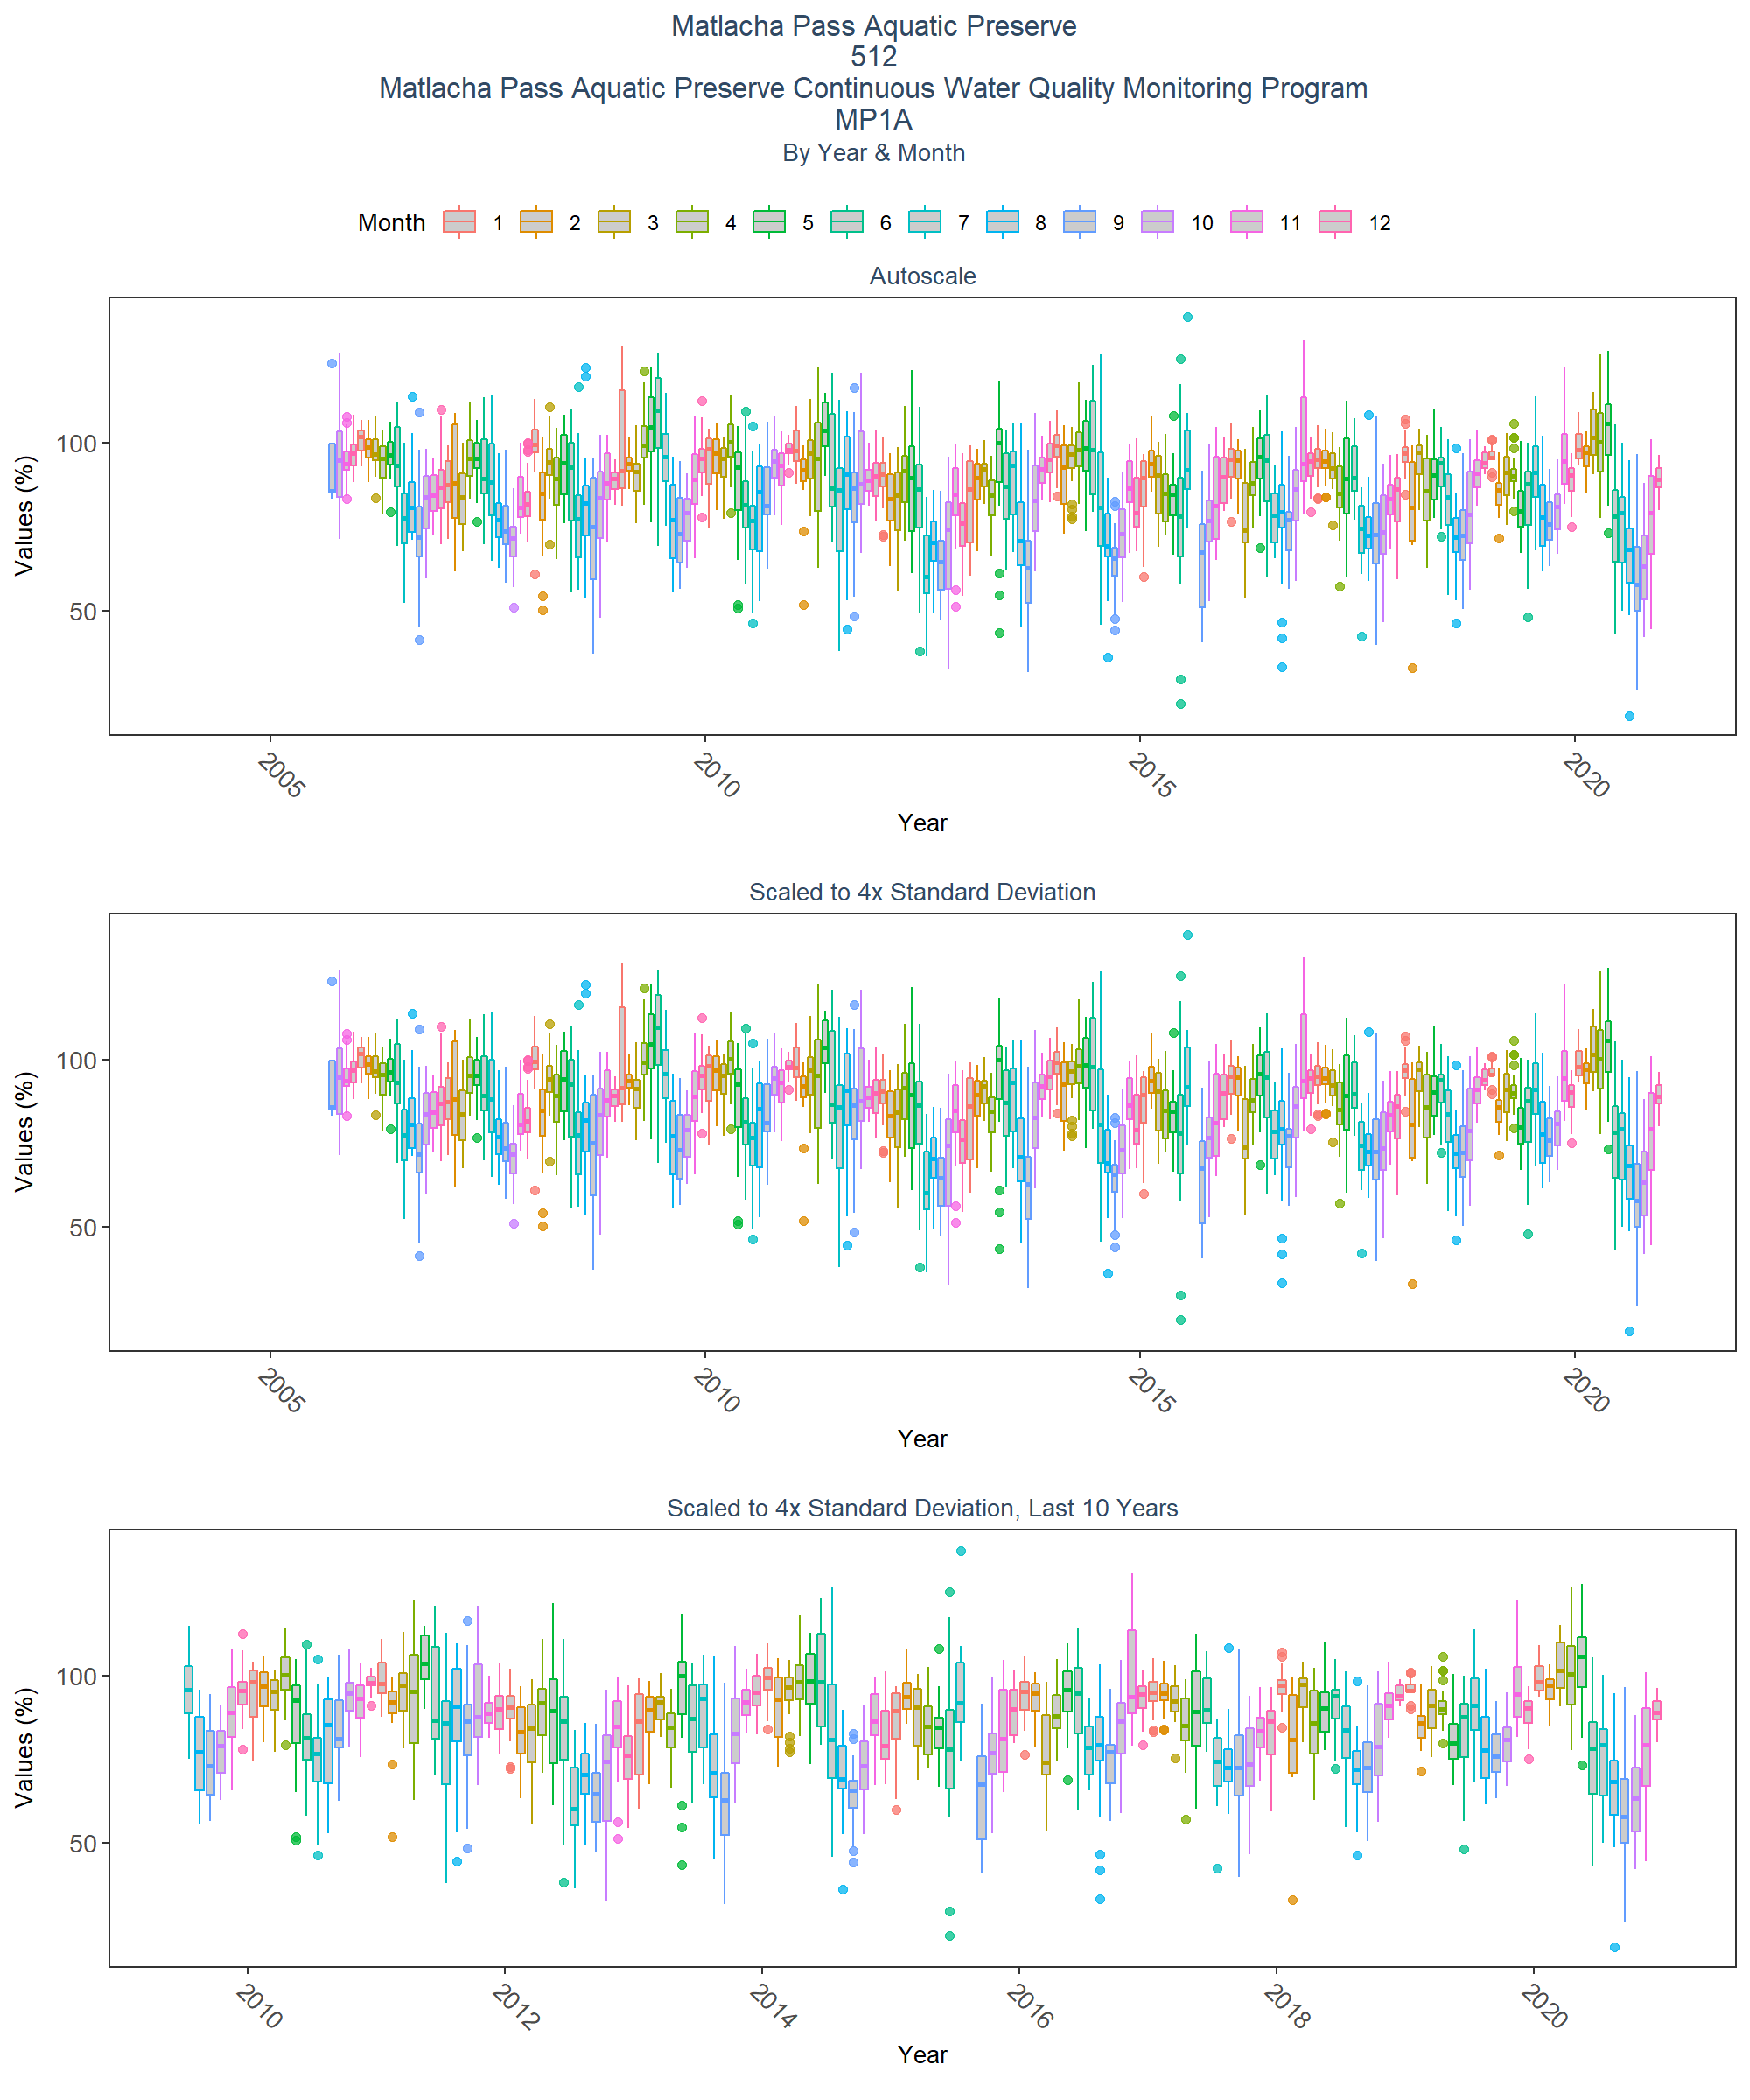 Matlacha Pass Aquatic Preserve
512
Matlacha Pass Aquatic Preserve Continuous Water Quality Monitoring Program
MP1A
By Year & Month
Month 1 2 3 4 5 6 7 8 9 10 11 12
Autoscale
Values (%)
100
50
2005 2010 2015 2020
Year
Scaled to 4x Standard Deviation
Values (%)
100
50
2005 2010 2015 2020
Year
Scaled to 4x Standard Deviation, Last 10 Years
Values (%)
100
50
2010 2012 2014 2016 2018 2020
Year